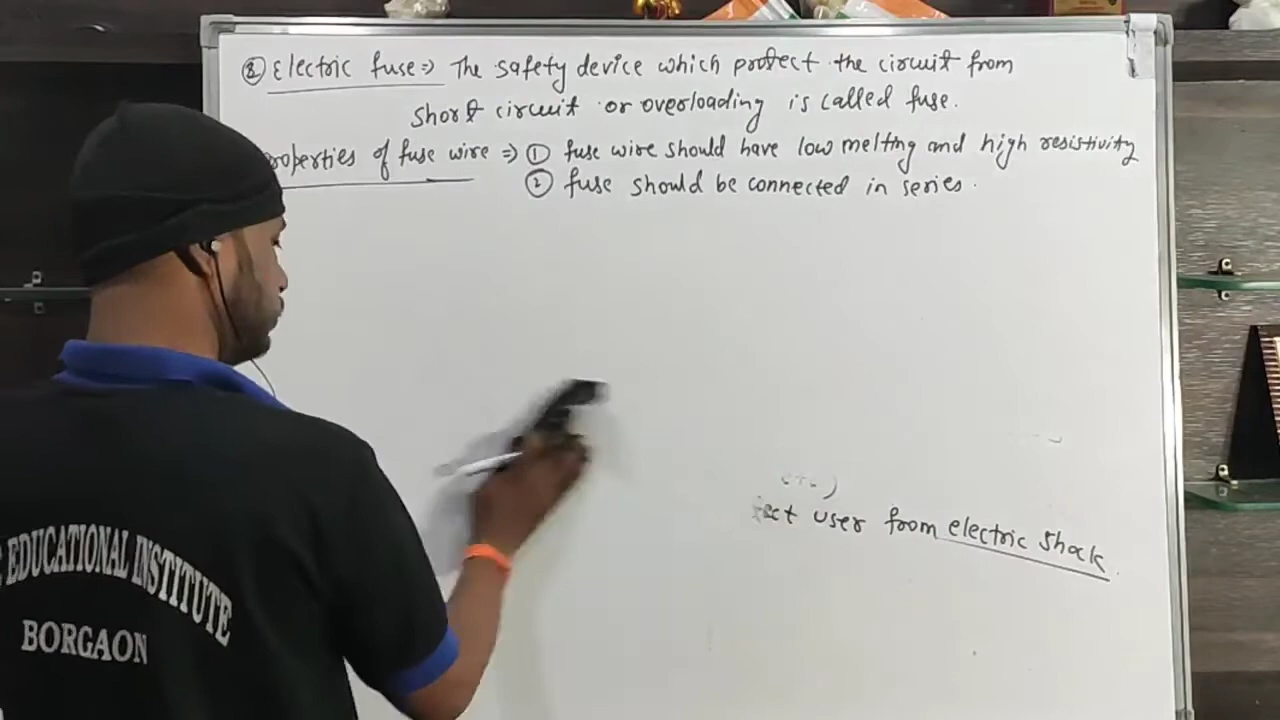 ② Electric fuse ⇒ The safety device which protect the circuit from
short circuit or overloading is called fuse.
roperties of fuse wire ⇒ ① fuse wire should have low melting and high resistivity
② fuse should be connected in series.
ect user from electric shock.
EDUCATIONAL INSTITUTE
BORGAON